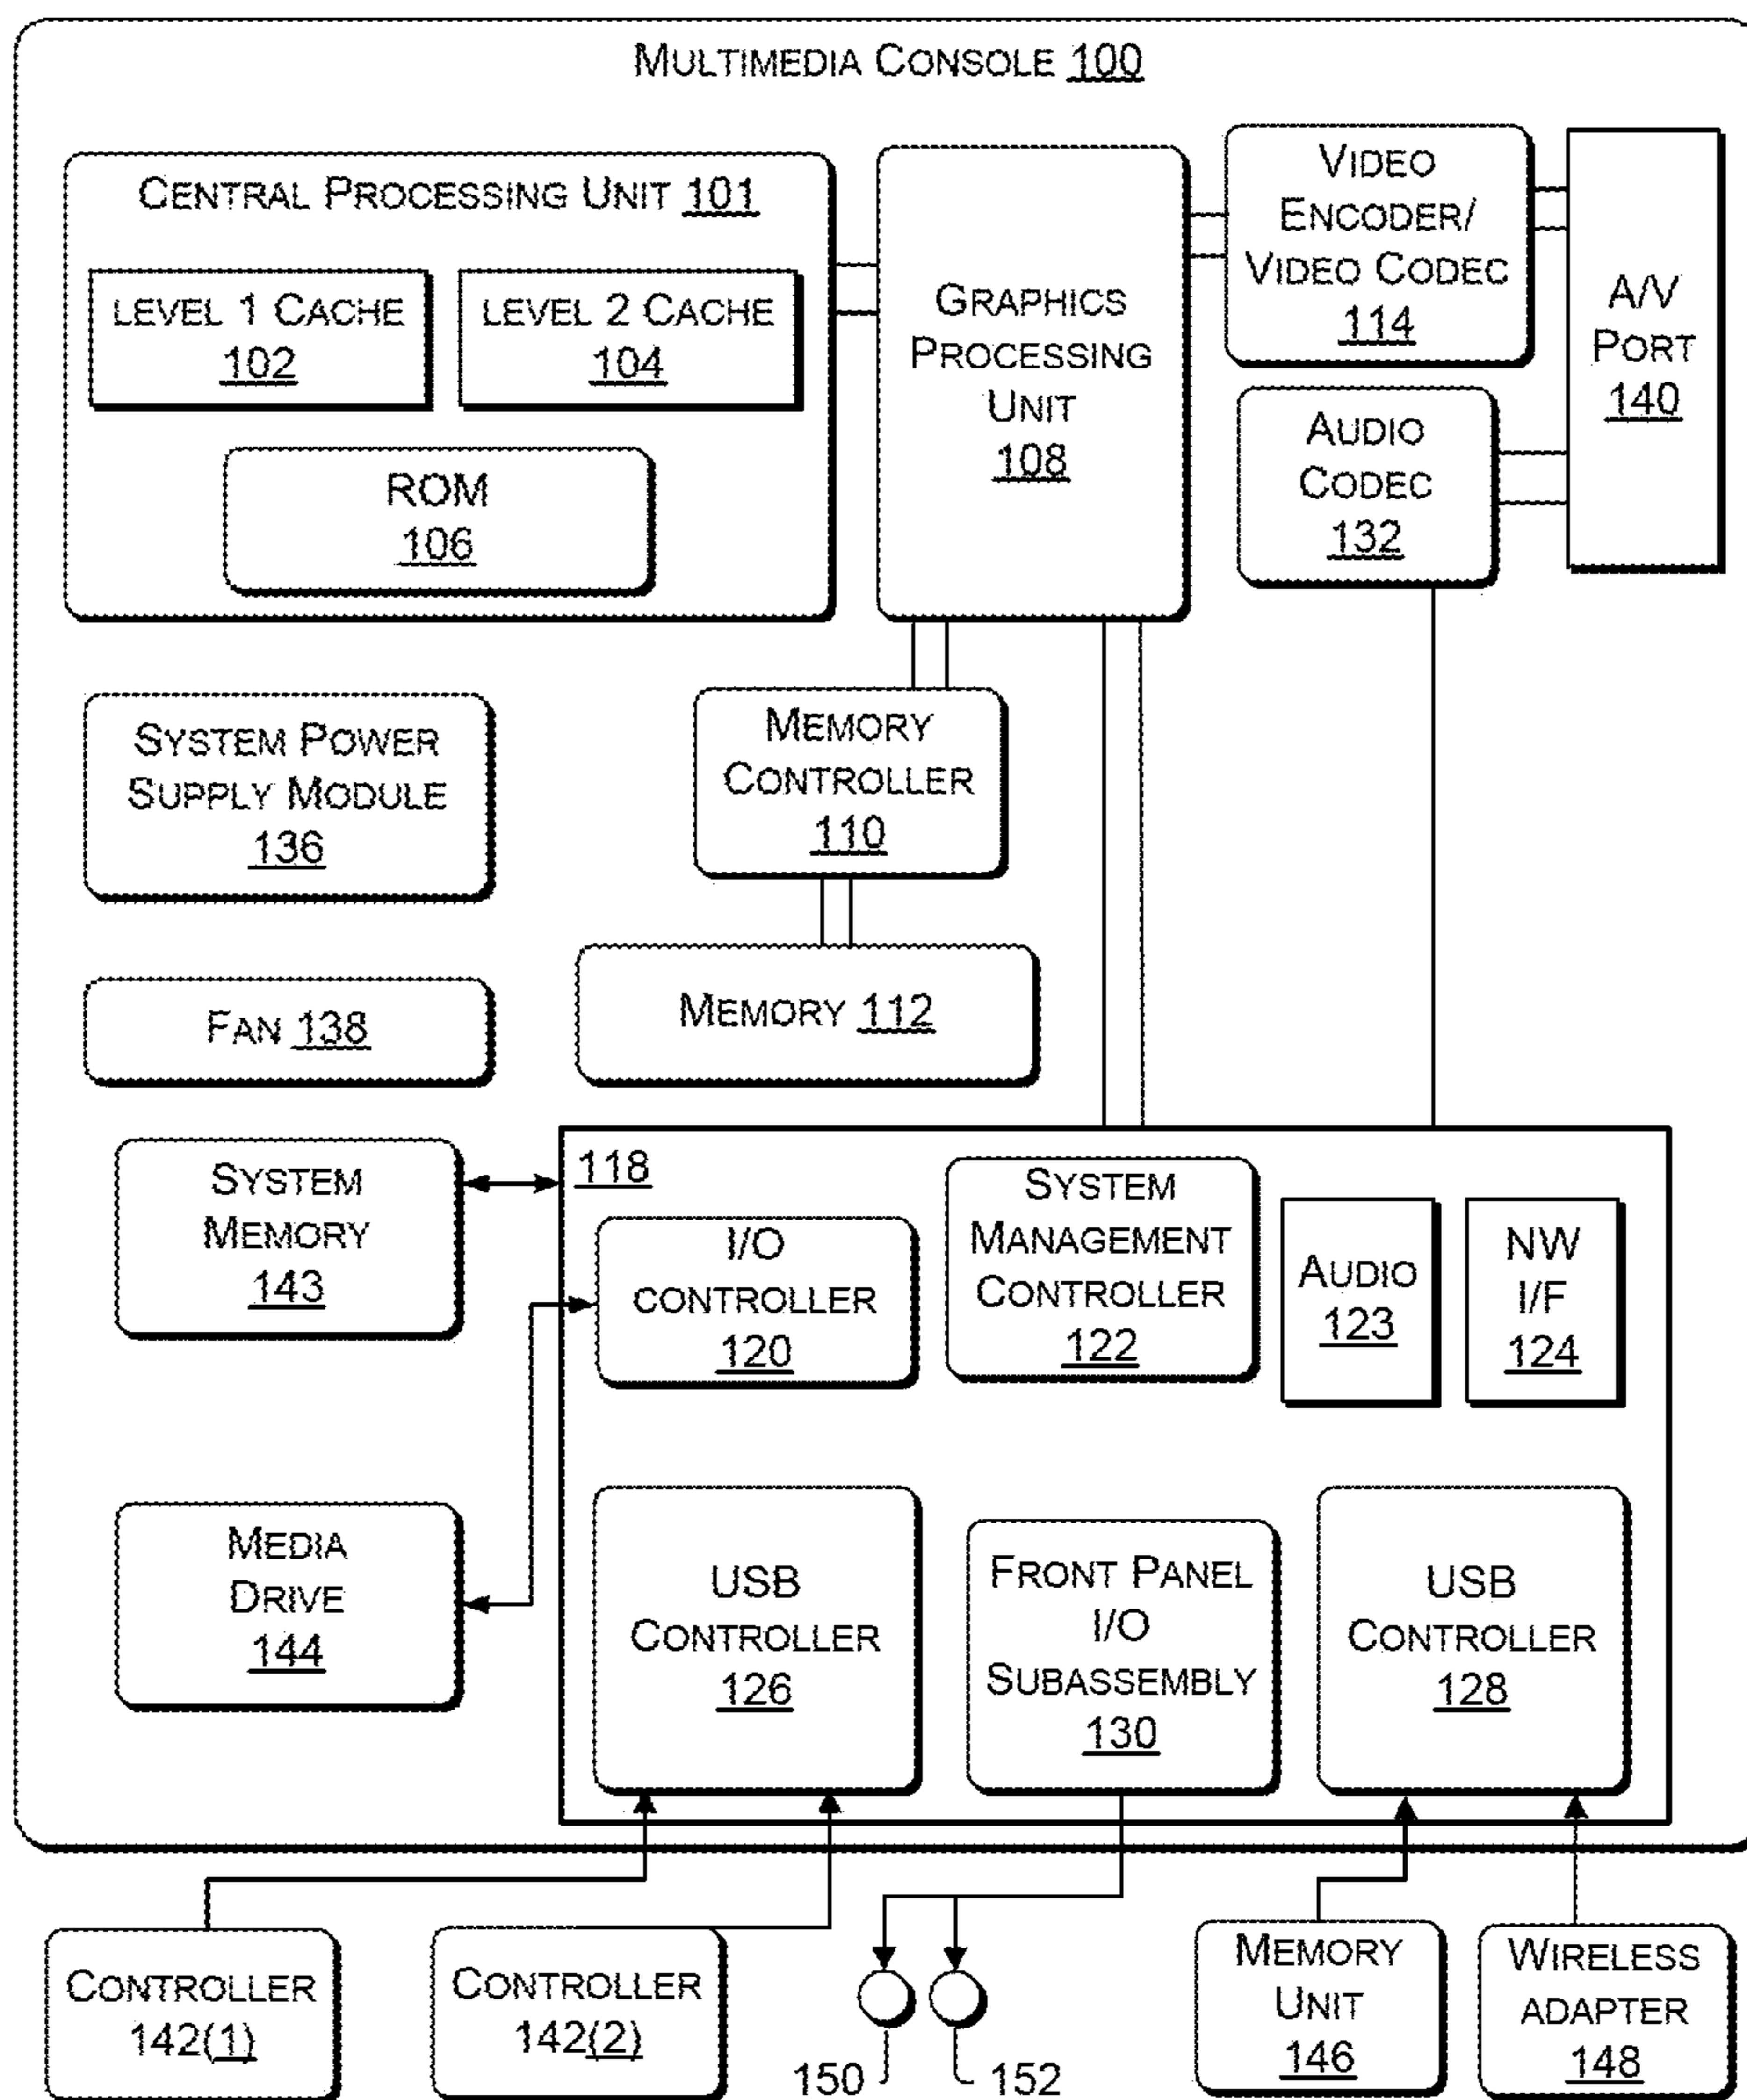 MULTIMEDIA CONSOLE 100
CENTRAL PROCESSING UNIT 101
LEVEL 1 CACHE
102
LEVEL 2 CACHE
104
ROM
106
GRAPHICS
PROCESSING
UNIT
108
VIDEO
ENCODER/
VIDEO CODEC
114
AUDIO
CODEC
132
A/V
PORT
140
SYSTEM POWER
SUPPLY MODULE
136
MEMORY
CONTROLLER
110
FAN 138
MEMORY 112
SYSTEM
MEMORY
143
118
I/O
CONTROLLER
120
SYSTEM
MANAGEMENT
CONTROLLER
122
AUDIO
123
NW
I/F
124
MEDIA
DRIVE
144
USB
CONTROLLER
126
FRONT PANEL
I/O
SUBASSEMBLY
130
USB
CONTROLLER
128
CONTROLLER
142(1)
CONTROLLER
142(2)
150
152
MEMORY
UNIT
146
WIRELESS
ADAPTER
148